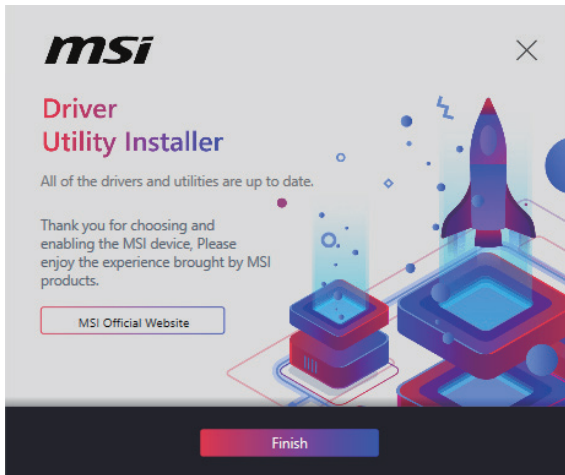 msi
Driver
Utility Installer
All of the drivers and utilities are up to date.
Thank you for choosing and
enabling the MSI device, Please
enjoy the experience brought by MSI
products.
MSI Official Website
Finish